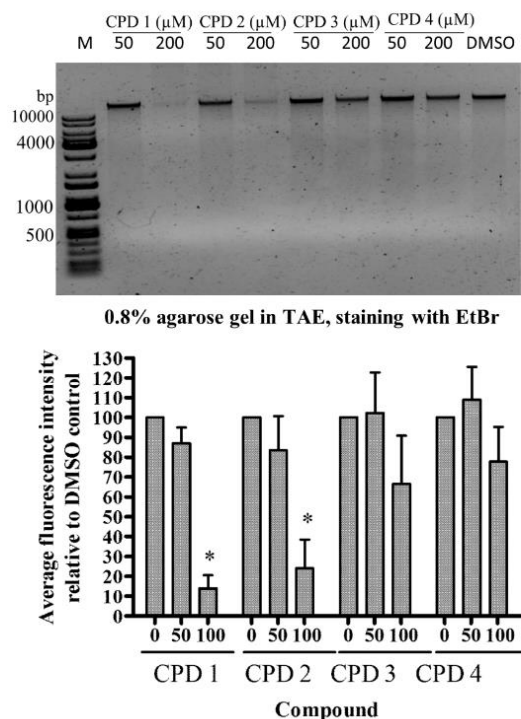 CPD 1 (µM) CPD 2 (µM) CPD 3 (µM) CPD 4 (µM)
M 50 200 50 200 50 200 50 200 DMSO
bp
10000
4000
1000
500
0.8% agarose gel in TAE, staining with EtBr
Average fluorescence intensity
relative to DMSO control
130
120
110
100
90
80
70
60
50
40
30
20
10
0
* *
0 50 100 0 50 100 0 50 100 0 50 100
CPD 1 CPD 2 CPD 3 CPD 4
Compound